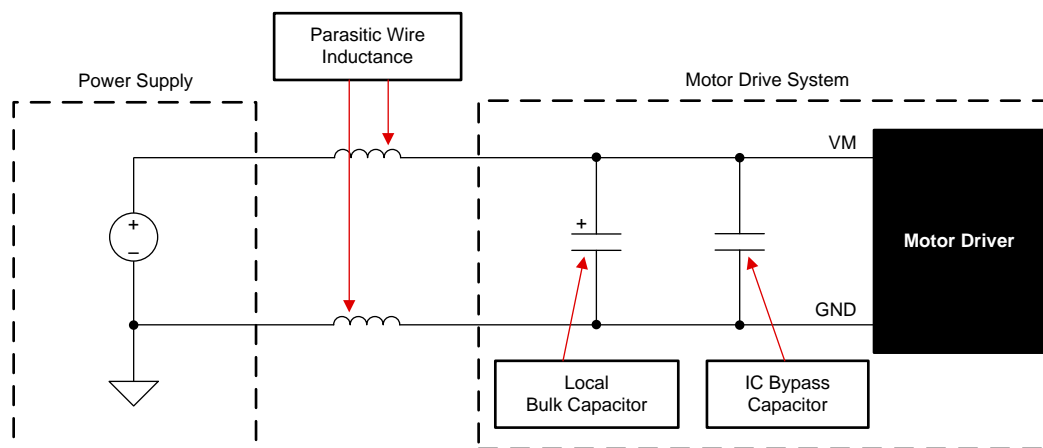 Parasitic Wire
Inductance
Power Supply
Motor Drive System
VM
+
–
+
Motor Driver
GND
Local
Bulk Capacitor
IC Bypass
Capacitor